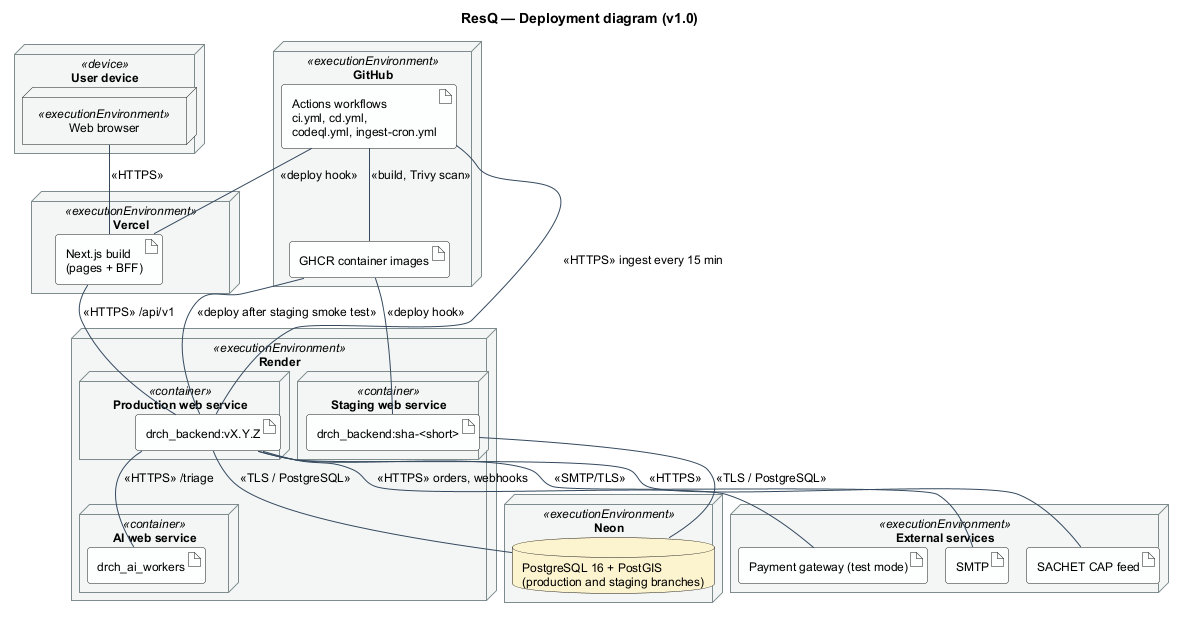 ResQ — Deployment diagram (v1.0)
«device»
User device
«executionEnvironment»
Web browser
«executionEnvironment»
GitHub
Actions workflows
ci.yml, cd.yml,
codeql.yml, ingest-cron.yml
«HTTPS»
«deploy hook»
«build, Trivy scan»
«executionEnvironment»
Vercel
Next.js build
(pages + BFF)
GHCR container images
«HTTPS» ingest every 15 min
«HTTPS» /api/v1
«deploy after staging smoke test»
«deploy hook»
«executionEnvironment»
Render
«container»
Production web service
drch_backend:vX.Y.Z
«container»
Staging web service
drch_backend:sha-<short>
«HTTPS» /triage
«TLS / PostgreSQL»
«HTTPS» orders, webhooks
«SMTP/TLS»
«HTTPS»
«TLS / PostgreSQL»
«container»
AI web service
drch_ai_workers
«executionEnvironment»
Neon
PostgreSQL 16 + PostGIS
(production and staging branches)
«executionEnvironment»
External services
Payment gateway (test mode)
SMTP
SACHET CAP feed